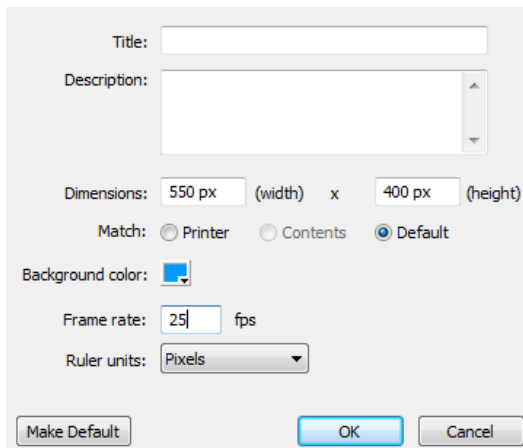 Title:
Description:
Dimensions: 550 px (width) x 400 px (height)
Match: Printer Contents Default
Background color:
Frame rate: 25 fps
Ruler units: Pixels
Make Default OK Cancel